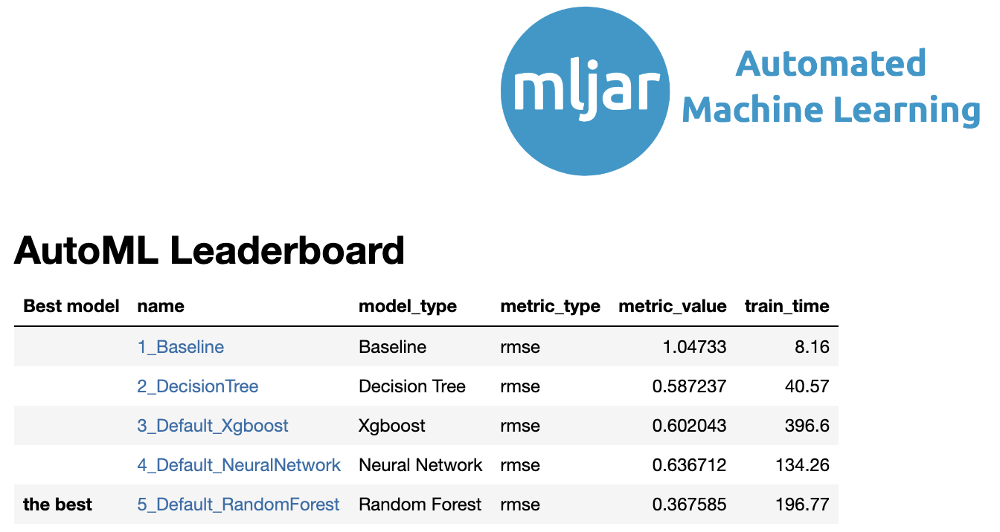 mljar
Automated
Machine Learning
AutoML Leaderboard
Best model name model_type metric_type metric_value train_time
1_Baseline Baseline rmse 1.04733 8.16
2_DecisionTree Decision Tree rmse 0.587237 40.57
3_Default_Xgboost Xgboost rmse 0.602043 396.6
4_Default_NeuralNetwork Neural Network rmse 0.636712 134.26
the best 5_Default_RandomForest Random Forest rmse 0.367585 196.77